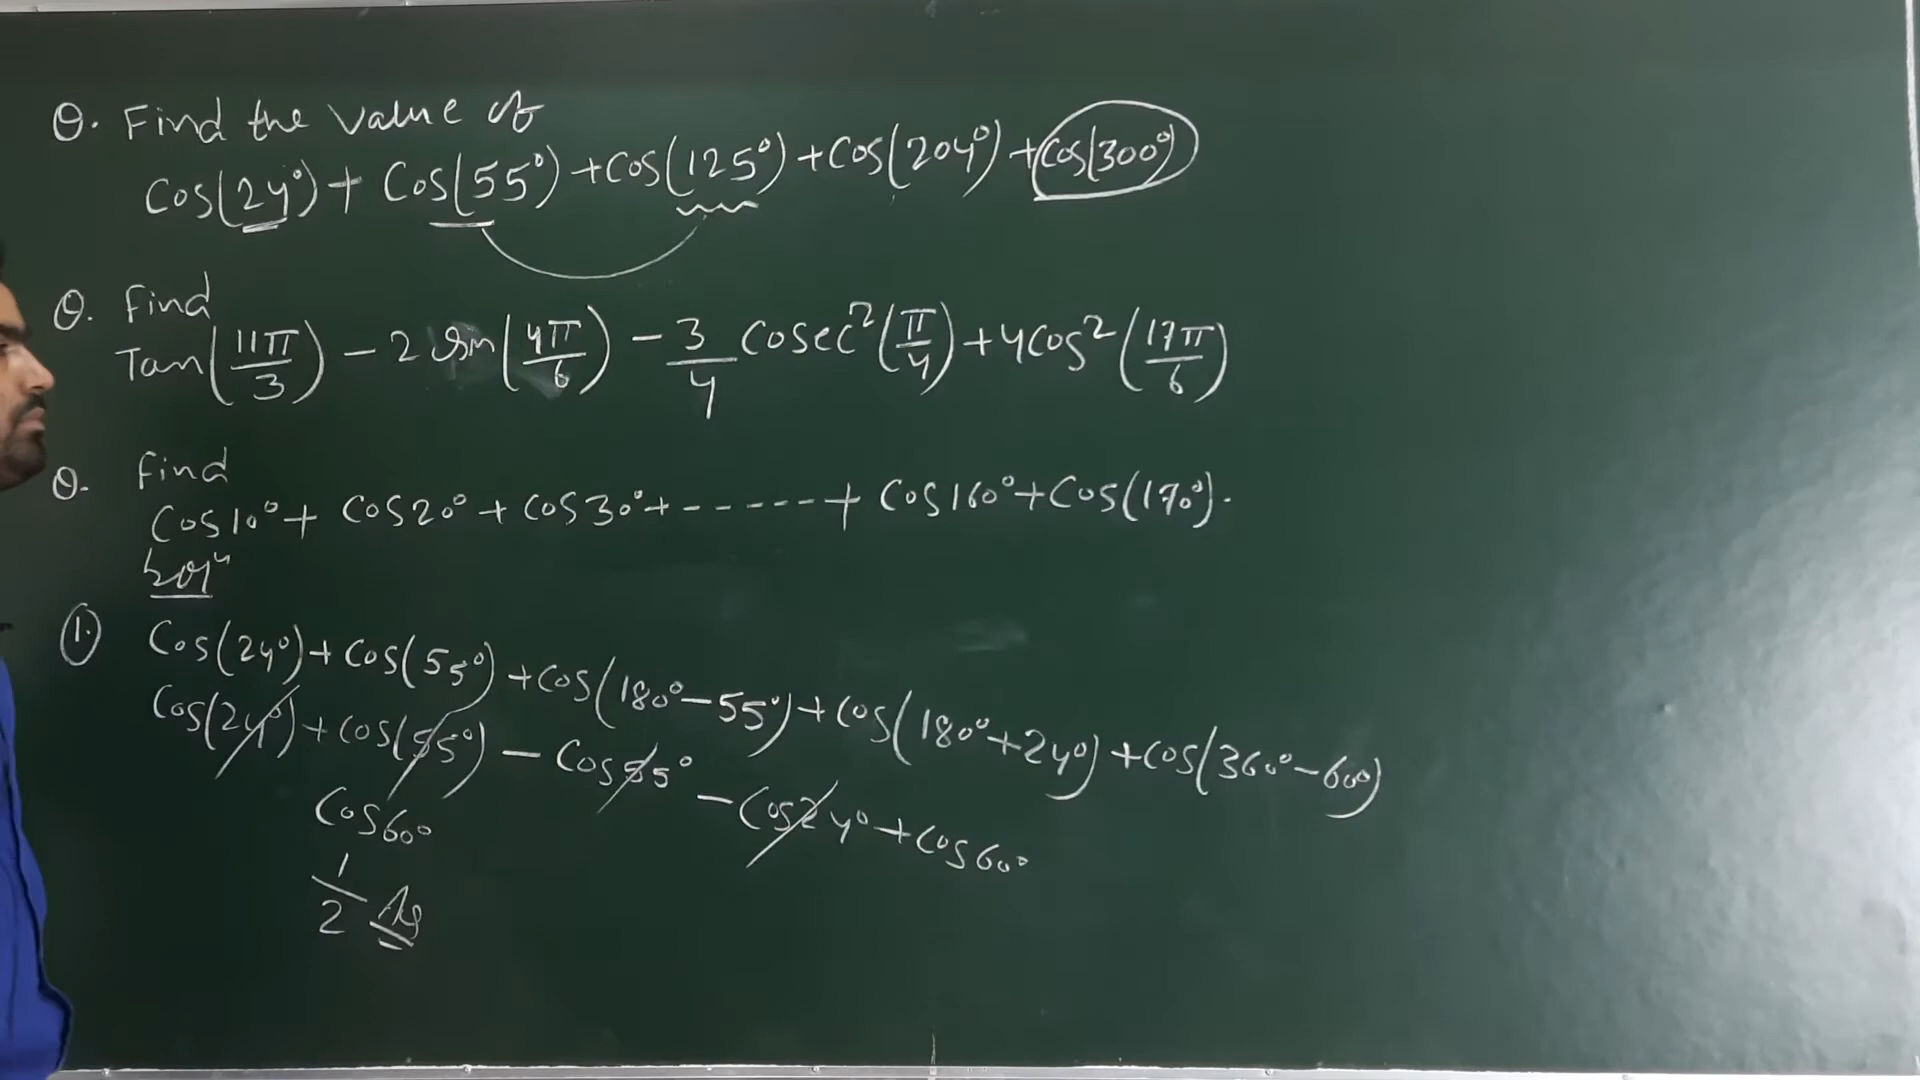 Q. Find the value of
Cos(24°) + Cos(55°) + Cos(125°) + Cos(204°) + Cos(300°)
Q. Find
Tan(11π/3) - 2 Sin(4π/6) - 3/4 Cosec²(π/4) + 4Cos²(17π/6)
Q. Find
Cos10° + Cos20° + Cos30° + ------ + Cos160° + Cos(170°).
Solⁿ
1. Cos(24°) + Cos(55°) + Cos(180° - 55°) + Cos(180° + 24°) + Cos(360° - 60°)
Cos(24°) + Cos(55°) - Cos55° - Cos24° + Cos60°
Cos60°
1/2 As